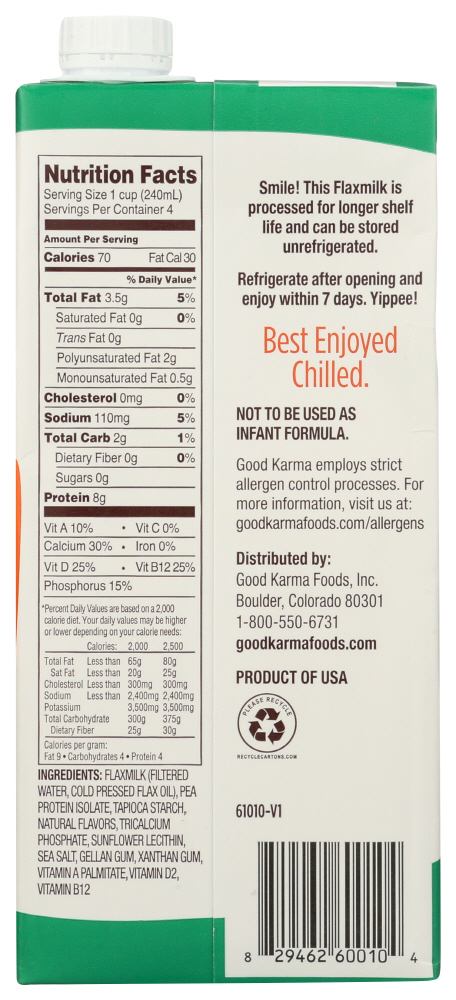 Nutrition Facts
Serving Size 1 cup (240mL)
Servings Per Container 4
Amount Per Serving
Calories 70 Fat Cal 30
% Daily Value*
Total Fat 3.5g 5%
Saturated Fat 0g 0%
Trans Fat 0g
Polyunsaturated Fat 2g
Monounsaturated Fat 0.5g
Cholesterol 0mg 0%
Sodium 110mg 5%
Total Carb 2g 1%
Dietary Fiber 0g 0%
Sugars 0g
Protein 8g
Vit A 10% • Vit C 0%
Calcium 30% • Iron 0%
Vit D 25% • Vit B12 25%
Phosphorus 15%
*Percent Daily Values are based on a 2,000
calorie diet. Your daily values may be higher
or lower depending on your calorie needs:
Calories: 2,000 2,500
Total Fat Less than 65g 80g
Sat Fat Less than 20g 25g
Cholesterol Less than 300mg 300mg
Sodium Less than 2,400mg 2,400mg
Potassium 3,500mg 3,500mg
Total Carbohydrate 300g 375g
Dietary Fiber 25g 30g
Calories per gram:
Fat 9 • Carbohydrates 4 • Protein 4
INGREDIENTS: FLAXMILK (FILTERED
WATER, COLD PRESSED FLAX OIL), PEA
PROTEIN ISOLATE, TAPIOCA STARCH,
NATURAL FLAVORS, TRICALCIUM
PHOSPHATE, SUNFLOWER LECITHIN,
SEA SALT, GELLAN GUM, XANTHAN GUM,
VITAMIN A PALMITATE, VITAMIN D2,
VITAMIN B12
Smile! This Flaxmilk is
processed for longer shelf
life and can be stored
unrefrigerated.
Refrigerate after opening and
enjoy within 7 days. Yippee!
Best Enjoyed
Chilled.
NOT TO BE USED AS
INFANT FORMULA.
Good Karma employs strict
allergen control processes. For
more information, visit us at:
goodkarmafoods.com/allergens
Distributed by:
Good Karma Foods, Inc.
Boulder, Colorado 80301
1-800-550-6731
goodkarmafoods.com
PRODUCT OF USA
PLEASE RECYCLE
RECYCLECARTONS.COM
61010-V1
8 29462 60010 4